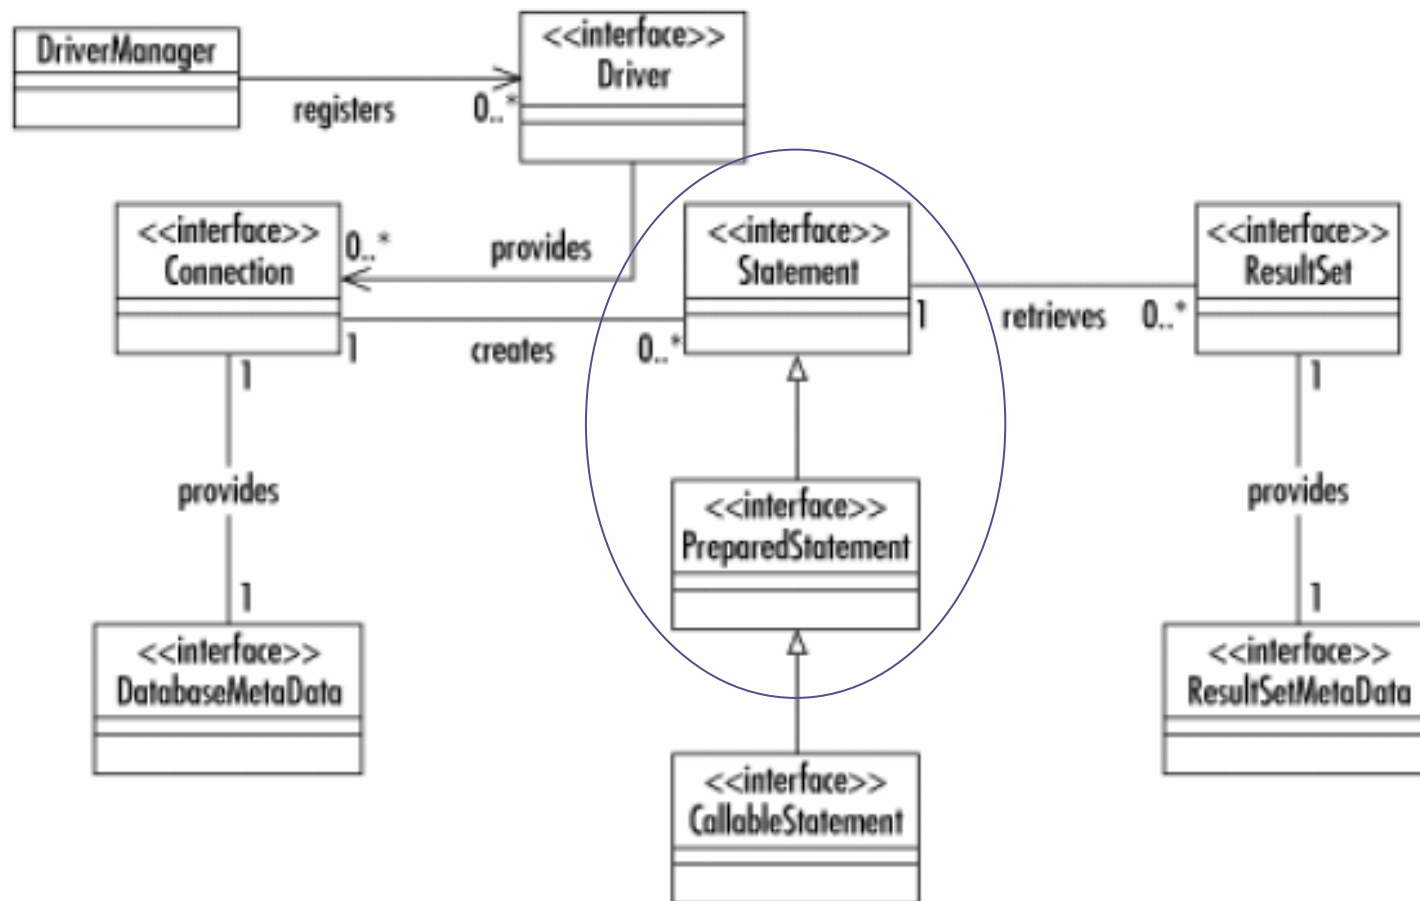 DriverManager
<<interface>>
Driver
registers
0..*
<<interface>>
Connection
0..*
provides
<<interface>>
Statement
<<interface>>
ResultSet
1
creates
0..*
1
retrieves
0..*
1
provides
1
1
provides
1
<<interface>>
PreparedStatement
<<interface>>
DatabaseMetaData
<<interface>>
ResultSetMetaData
<<interface>>
CallableStatement